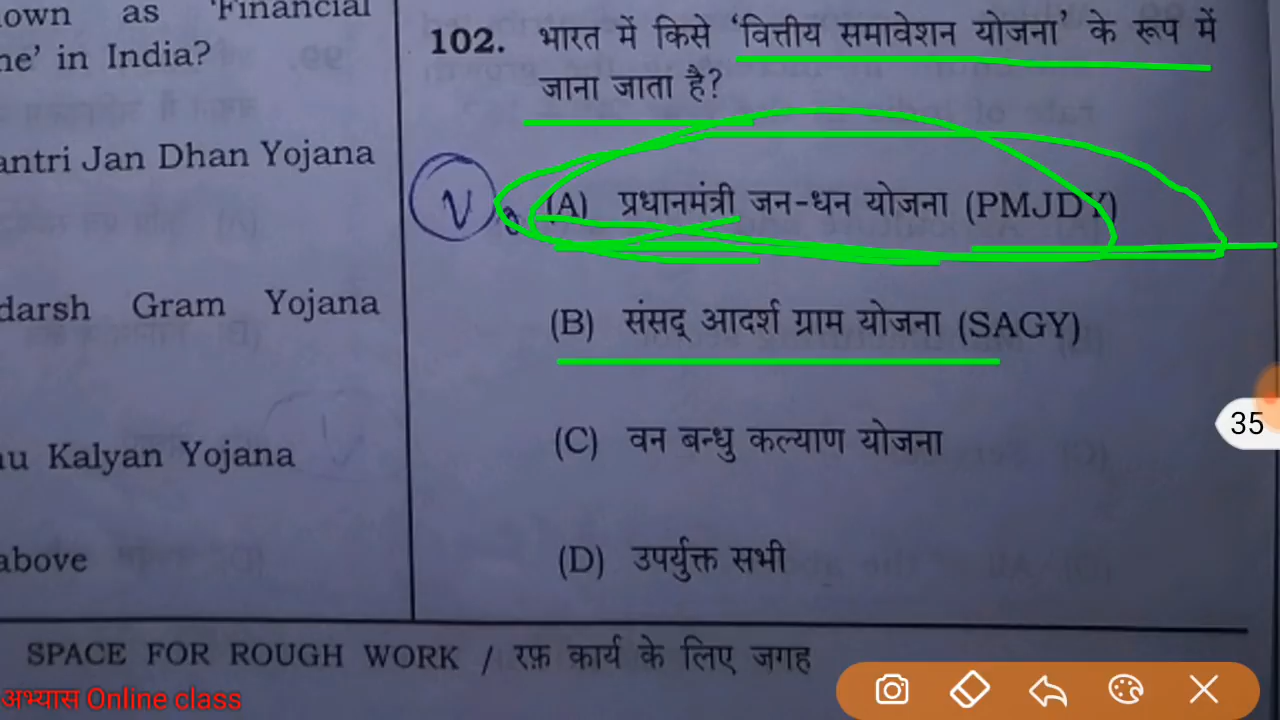 own as 'Financial
ne' in India?
antri Jan Dhan Yojana
darsh Gram Yojana
au Kalyan Yojana
above
102. भारत में किसे 'वित्तीय समावेशन योजना' के रूप में
जाना जाता है?
(A) प्रधानमंत्री जन-धन योजना (PMJDY)
(B) संसद् आदर्श ग्राम योजना (SAGY)
(C) वन बन्धु कल्याण योजना
(D) उपर्युक्त सभी
SPACE FOR ROUGH WORK / रफ़ कार्य के लिए जगह
अभ्यास Online class
35